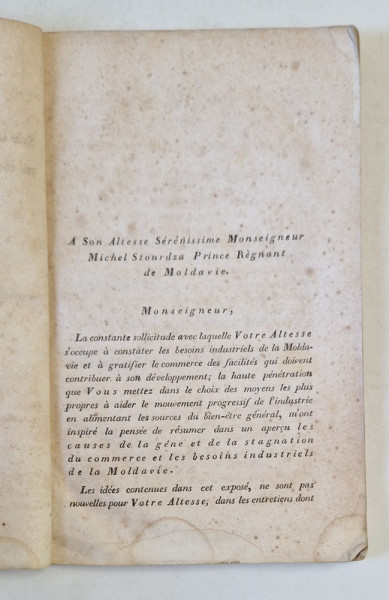 A Son Altesse Sérénissime Monseigneur
Michel Stourdza Prince Règnant
de Moldavie.
Monseigneur,
La constante sollicitude avec laquelle Votre Altesse
s'occupe à constater les besoins industriels de la Molda-
vie et à gratifier le commerce des facilités qui doivent
contribuer à son développement; la haute pénétration
que Vous mettez dans le choix des moyens les plus
propres à aider le mouvement progressif de l'industrie
en alimentant les sources du bien-être général, m'ont
inspiré la pensée de résumer dans un aperçu les
causes de la gêne et de la stagnation
du commerce et les besoins industriels
de la Moldavie.
Les idées contenues dans cet exposé, ne sont pas
nouvelles pour Votre Altesse; dans les entretiens dont